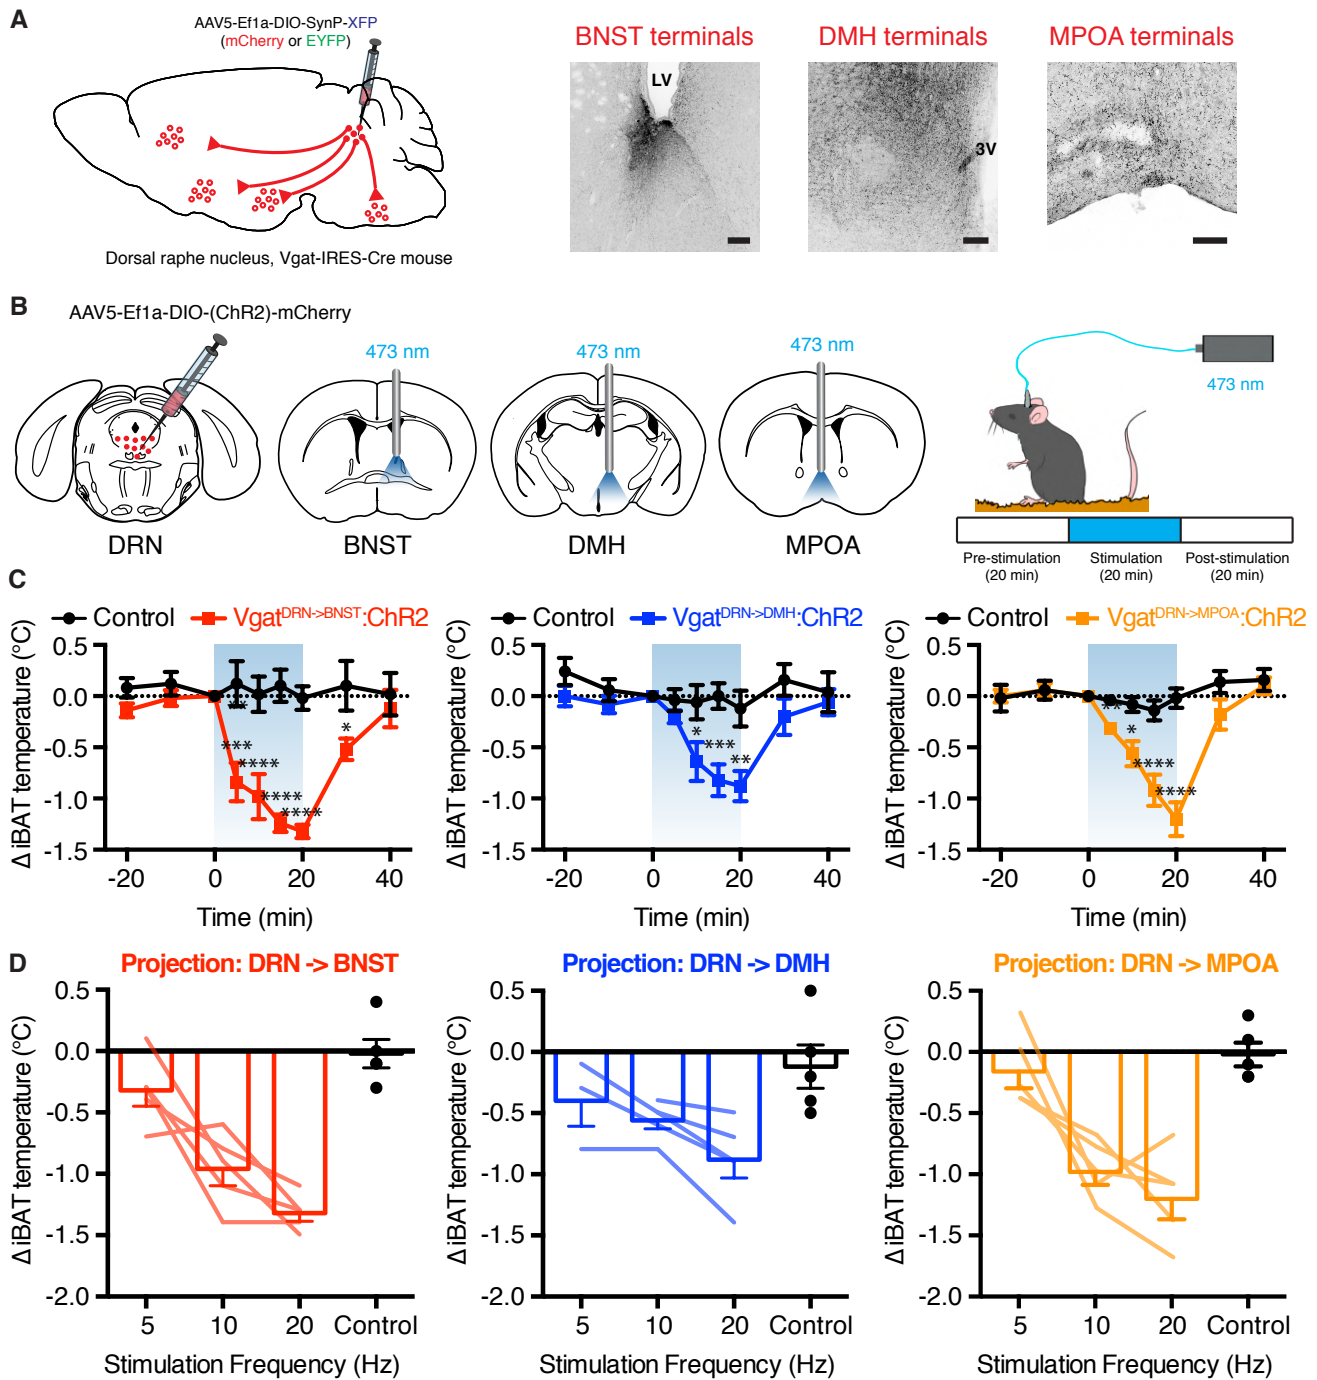 A
AAV5-Ef1a-DIO-SynP-XFP
(mCherry or EYFP)
Dorsal raphe nucleus, Vgat-IRES-Cre mouse
BNST terminals
DMH terminals
MPOA terminals
LV
3V
B
AAV5-Ef1a-DIO-(ChR2)-mCherry
473 nm
473 nm
473 nm
473 nm
DRN
BNST
DMH
MPOA
Pre-stimulation
(20 min)
Stimulation
(20 min)
Post-stimulation
(20 min)
C
Control
Vgat^DRN->BNST:ChR2
Δ iBAT temperature (°C)
0.5
0.0
-0.5
-1.0
-1.5
**
***
****
****
****
*
-20
0
20
40
Time (min)
Control
Vgat^DRN->DMH:ChR2
Δ iBAT temperature (°C)
0.5
0.0
-0.5
-1.0
-1.5
*
***
**
-20
0
20
40
Time (min)
Control
Vgat^DRN->MPOA:ChR2
Δ iBAT temperature (°C)
0.5
0.0
-0.5
-1.0
-1.5
**
*
****
****
-20
0
20
40
Time (min)
D
Projection: DRN -> BNST
Δ iBAT temperature (°C)
0.5
0.0
-0.5
-1.0
-1.5
-2.0
5
10
20
Control
Stimulation Frequency (Hz)
Projection: DRN -> DMH
Δ iBAT temperature (°C)
0.5
0.0
-0.5
-1.0
-1.5
-2.0
5
10
20
Control
Stimulation Frequency (Hz)
Projection: DRN -> MPOA
Δ iBAT temperature (°C)
0.5
0.0
-0.5
-1.0
-1.5
-2.0
5
10
20
Control
Stimulation Frequency (Hz)